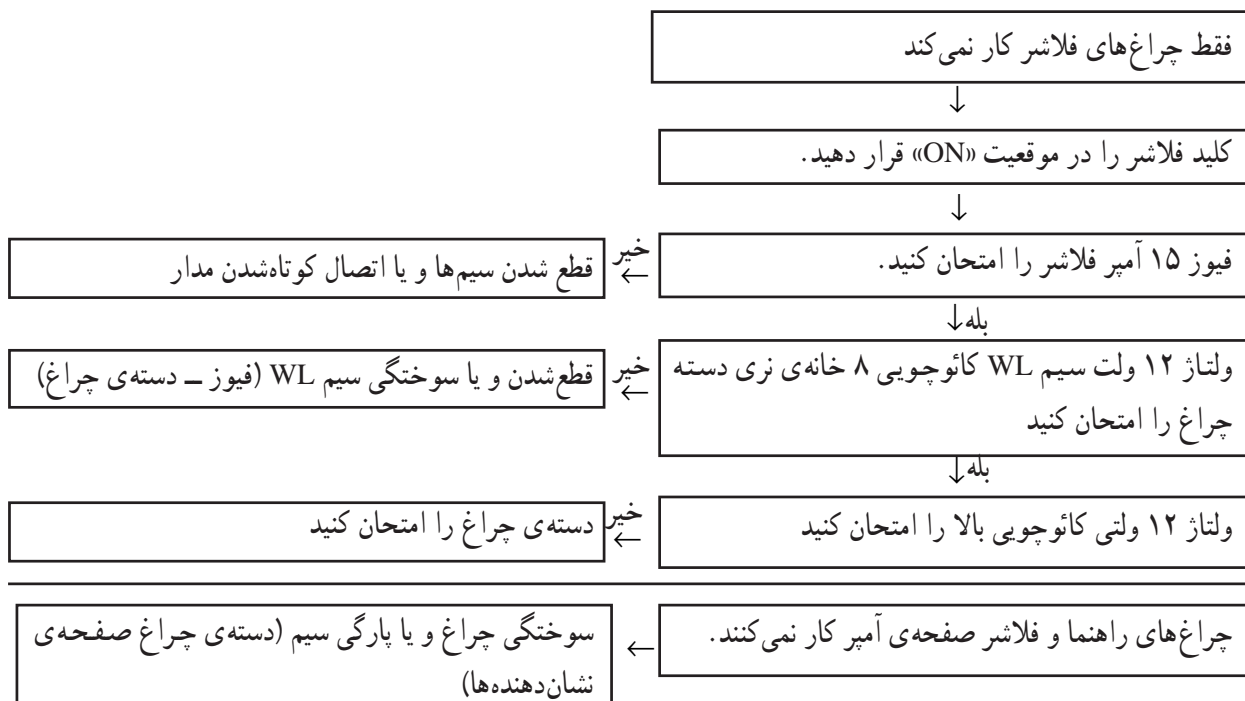 فقط چراغ‌های فلاشر کار نمی‌کند
↓
کلید فلاشر را در موقعیت «ON» قرار دهید.
↓
فیوز ۱۵ آمپر فلاشر را امتحان کنید.
خیر
←
قطع شدن سیم‌ها و یا اتصال کوتاه‌شدن مدار
بله↓
ولتاژ ۱۲ ولت سیم WL کائوچویی ۸ خانه‌ی نری دسته
چراغ را امتحان کنید
خیر
←
قطع‌شدن و یا سوختگی سیم WL (فیوز ــ دسته‌ی چراغ)
بله↓
ولتاژ ۱۲ ولتی کائوچویی بالا را امتحان کنید
خیر
←
دسته‌ی چراغ را امتحان کنید
چراغ‌های راهنما و فلاشر صفحه‌ی آمپر کار نمی‌کنند.
←
سوختگی چراغ و یا پارگی سیم (دسته‌ی چراغ صفحه‌ی
نشان‌دهنده‌ها)